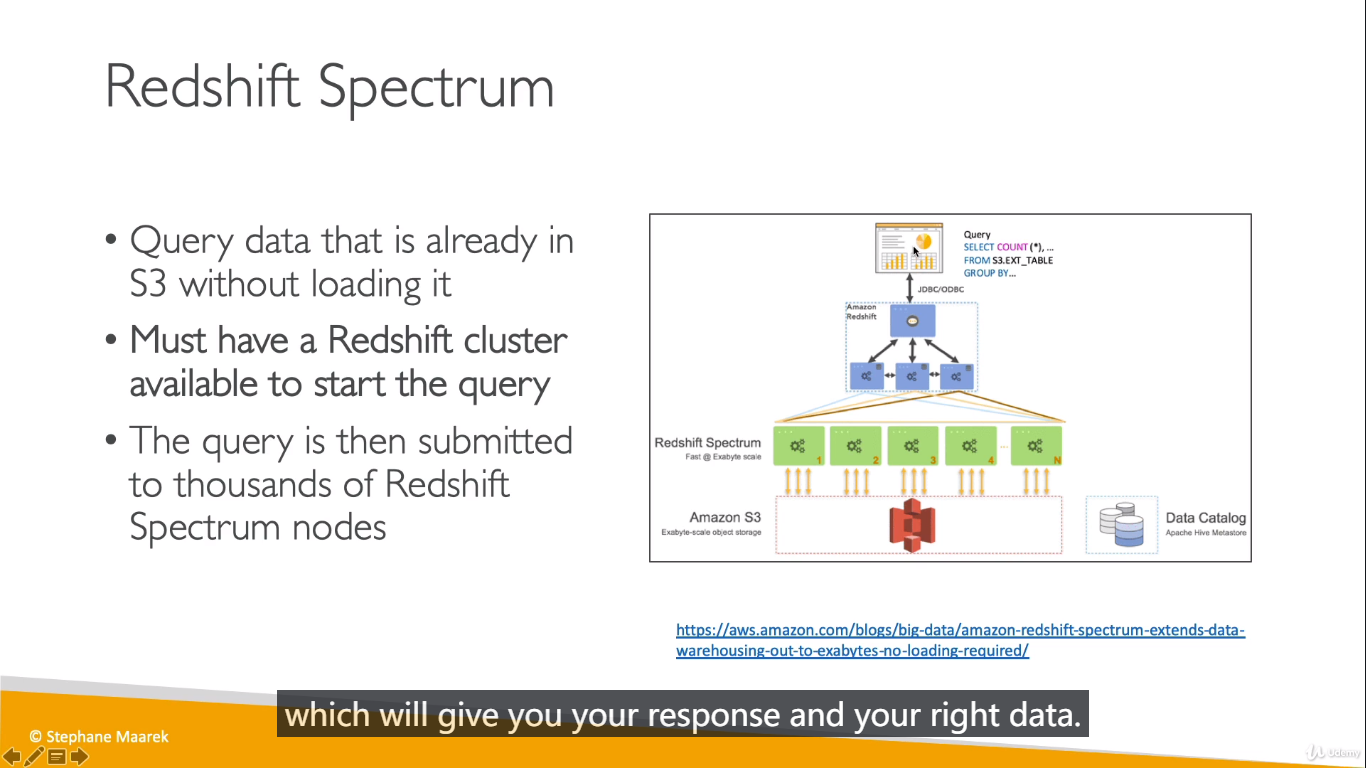 Redshift Spectrum
• Query data that is already in
S3 without loading it
• Must have a Redshift cluster
available to start the query
• The query is then submitted
to thousands of Redshift
Spectrum nodes
Query
SELECT COUNT (*), ...
FROM S3.EXT_TABLE
GROUP BY...
JDBC/ODBC
Amazon
Redshift
Redshift Spectrum
Fast @ Exabyte scale
1
2
3
4
...
N
Amazon S3
Exabyte-scale object storage
Data Catalog
Apache Hive Metastore
https://aws.amazon.com/blogs/big-data/amazon-redshift-spectrum-extends-data-
warehousing-out-to-exabytes-no-loading-required/
which will give you your response and your right data.
© Stephane Maarek
Udemy